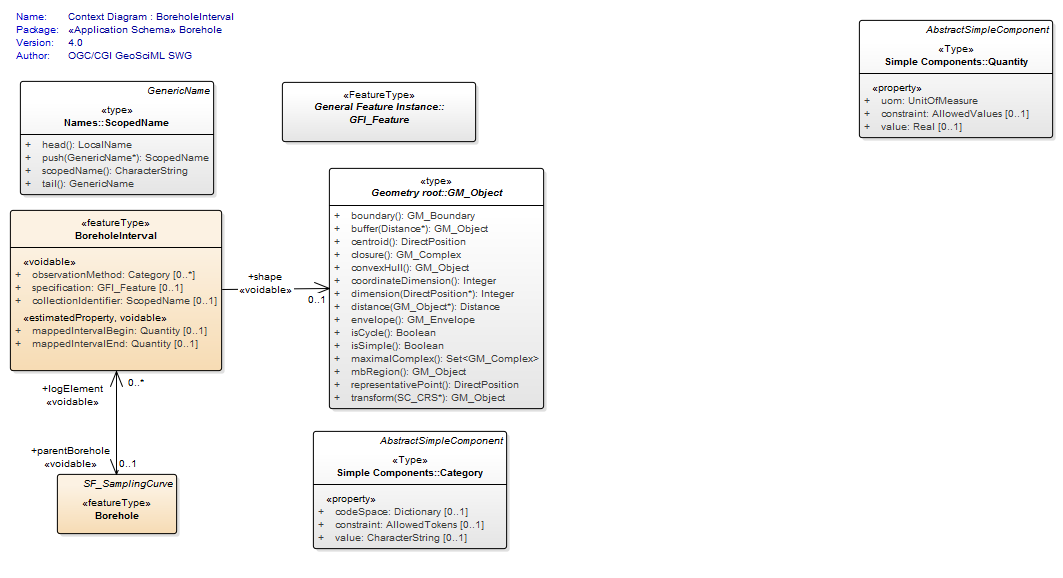 Name: Context Diagram : BoreholeInterval
Package: «Application Schema» Borehole
Version: 4.0
Author: OGC/CGI GeoSciML SWG
AbstractSimpleComponent
«Type»
Simple Components::Quantity
«property»
+ uom: UnitOfMeasure
+ constraint: AllowedValues [0..1]
+ value: Real [0..1]
GenericName
«type»
Names::ScopedName
+ head(): LocalName
+ push(GenericName*): ScopedName
+ scopedName(): CharacterString
+ tail(): GenericName
«FeatureType»
General Feature Instance::
GFI_Feature
«type»
Geometry root::GM_Object
+ boundary(): GM_Boundary
+ buffer(Distance*): GM_Object
+ centroid(): DirectPosition
+ closure(): GM_Complex
+ convexHull(): GM_Object
+ coordinateDimension(): Integer
+ dimension(DirectPosition*): Integer
+ distance(GM_Object*): Distance
+ envelope(): GM_Envelope
+ isCycle(): Boolean
+ isSimple(): Boolean
+ maximalComplex(): Set<GM_Complex>
+ mbRegion(): GM_Object
+ representativePoint(): DirectPosition
+ transform(SC_CRS*): GM_Object
«featureType»
BoreholeInterval
«voidable»
+ observationMethod: Category [0..*]
+ specification: GFI_Feature [0..1]
+ collectionIdentifier: ScopedName [0..1]
«estimatedProperty, voidable»
+ mappedIntervalBegin: Quantity [0..1]
+ mappedIntervalEnd: Quantity [0..1]
+shape
«voidable»
0..1
0..*
+logElement
«voidable»
+parentBorehole
«voidable»
0..1
SF_SamplingCurve
«featureType»
Borehole
AbstractSimpleComponent
«Type»
Simple Components::Category
«property»
+ codeSpace: Dictionary [0..1]
+ constraint: AllowedTokens [0..1]
+ value: CharacterString [0..1]